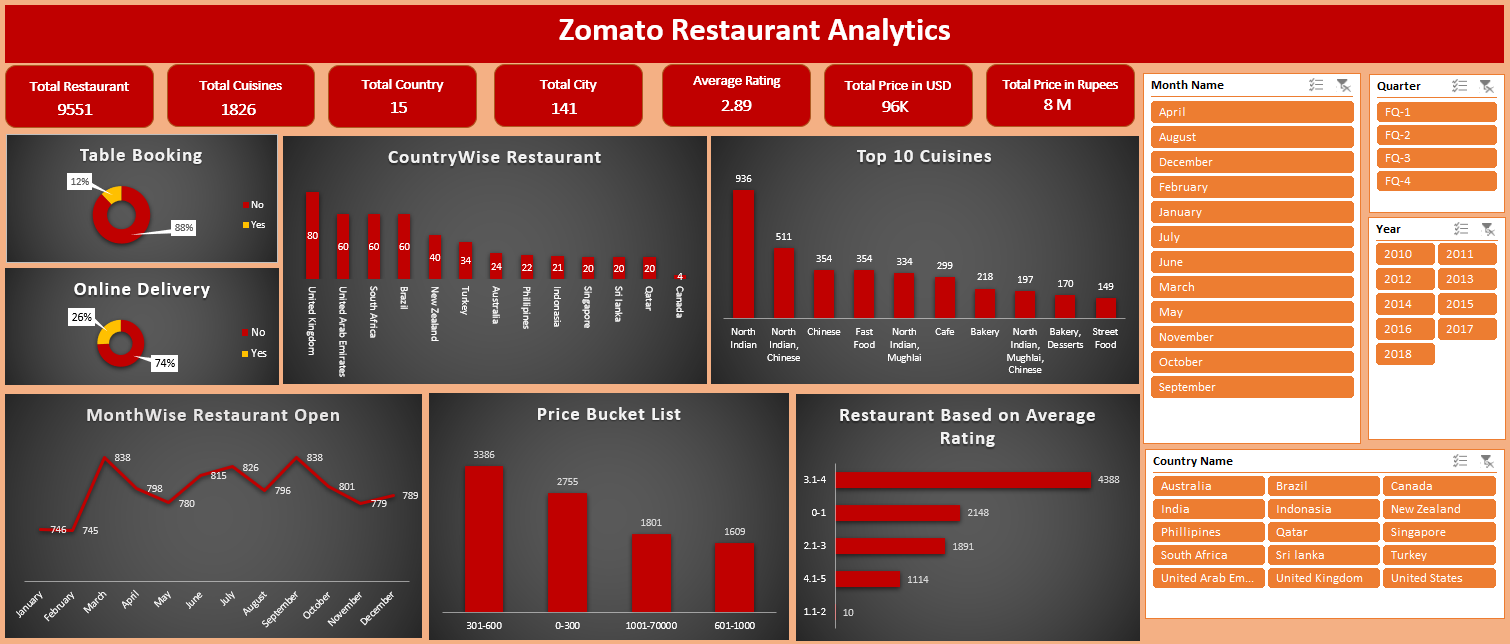 Zomato Restaurant Analytics
Total Restaurant
9551
Total Cuisines
1826
Total Country
15
Total City
141
Average Rating
2.89
Total Price in USD
96K
Total Price in Rupees
8 M
Table Booking
12%
88%
No
Yes
Online Delivery
26%
74%
No
Yes
CountryWise Restaurant
80
60
60
60
40
34
24
22
21
20
20
20
4
United Kingdom
United Arab Emirates
South Africa
Brazil
New Zealand
Turkey
Australia
Phillipines
Indonasia
Singapore
Sri lanka
Qatar
Canada
Top 10 Cuisines
936
511
354
354
334
299
218
197
170
149
North
Indian
North
Indian,
Chinese
Chinese
Fast
Food
North
Indian,
Mughlai
Cafe
Bakery
North
Indian,
Mughlai,
Chinese
Bakery,
Desserts
Street
Food
MonthWise Restaurant Open
746
745
838
798
780
815
826
796
838
801
779
789
January
February
March
April
May
June
July
August
September
October
November
December
Price Bucket List
3386
2755
1801
1609
301-600
0-300
1001-70000
601-1000
Restaurant Based on Average
Rating
3.1-4
4388
0-1
2148
2.1-3
1891
4.1-5
1114
1.1-2
10
Month Name
April
August
December
February
January
July
June
March
May
November
October
September
Quarter
FQ-1
FQ-2
FQ-3
FQ-4
Year
2010
2011
2012
2013
2014
2015
2016
2017
2018
Country Name
Australia
Brazil
Canada
India
Indonasia
New Zealand
Phillipines
Qatar
Singapore
South Africa
Sri lanka
Turkey
United Arab Em...
United Kingdom
United States